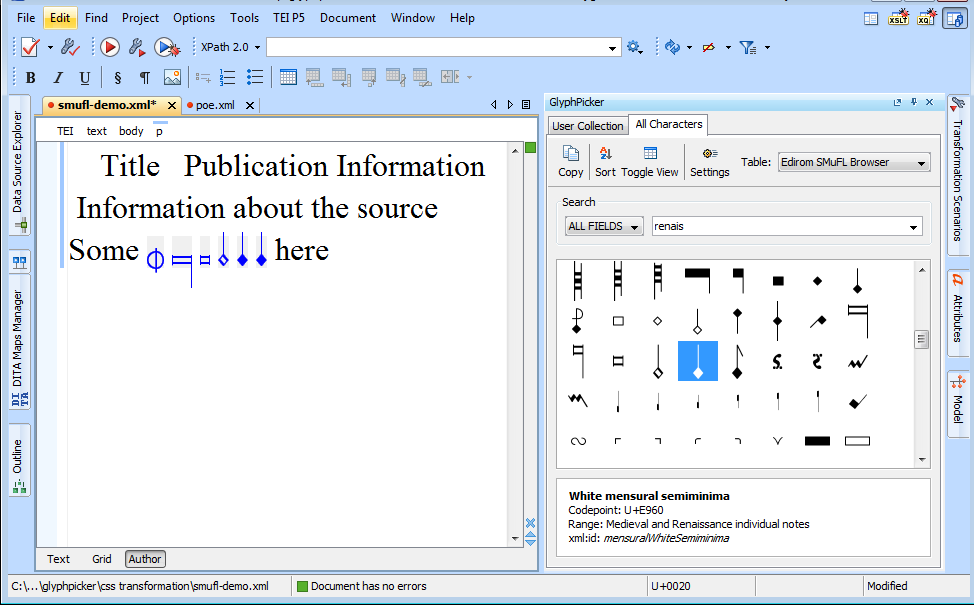 File Edit Find Project Options Tools TEI P5 Document Window Help
XPath 2.0
XSLT
XQ
B I U § ¶
smufl-demo.xml* poe.xml
TEI text body p
Title Publication Information
Information about the source
Some here
Text Grid Author
Data Source Explorer
DITA Maps Manager
Outline
GlyphPicker
User Collection All Characters
Copy Sort Toggle View Settings Table: Edirom SMuFL Browser
Search
ALL FIELDS renais
White mensural semiminima
Codepoint: U+E960
Range: Medieval and Renaissance individual notes
xml:id: mensuralWhiteSemiminima
Transformation Scenarios
Attributes
Model
C:\...\glyphpicker\css transformation\smufl-demo.xml Document has no errors U+0020 Modified